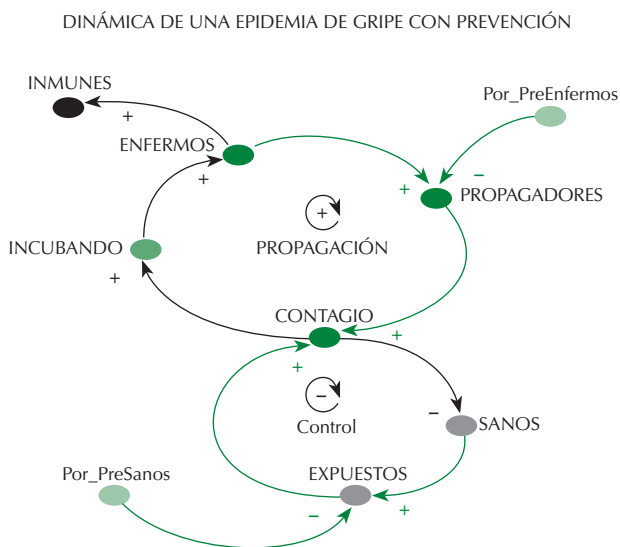 DINÁMICA DE UNA EPIDEMIA DE GRIPE CON PREVENCIÓN
INMUNES
+
Por_PreEnfermos
ENFERMOS
+
−
+
PROPAGADORES
+
PROPAGACIÓN
INCUBANDO
+
CONTAGIO
+
+
−
Control
−
SANOS
Por_PreSanos
EXPUESTOS
−
+